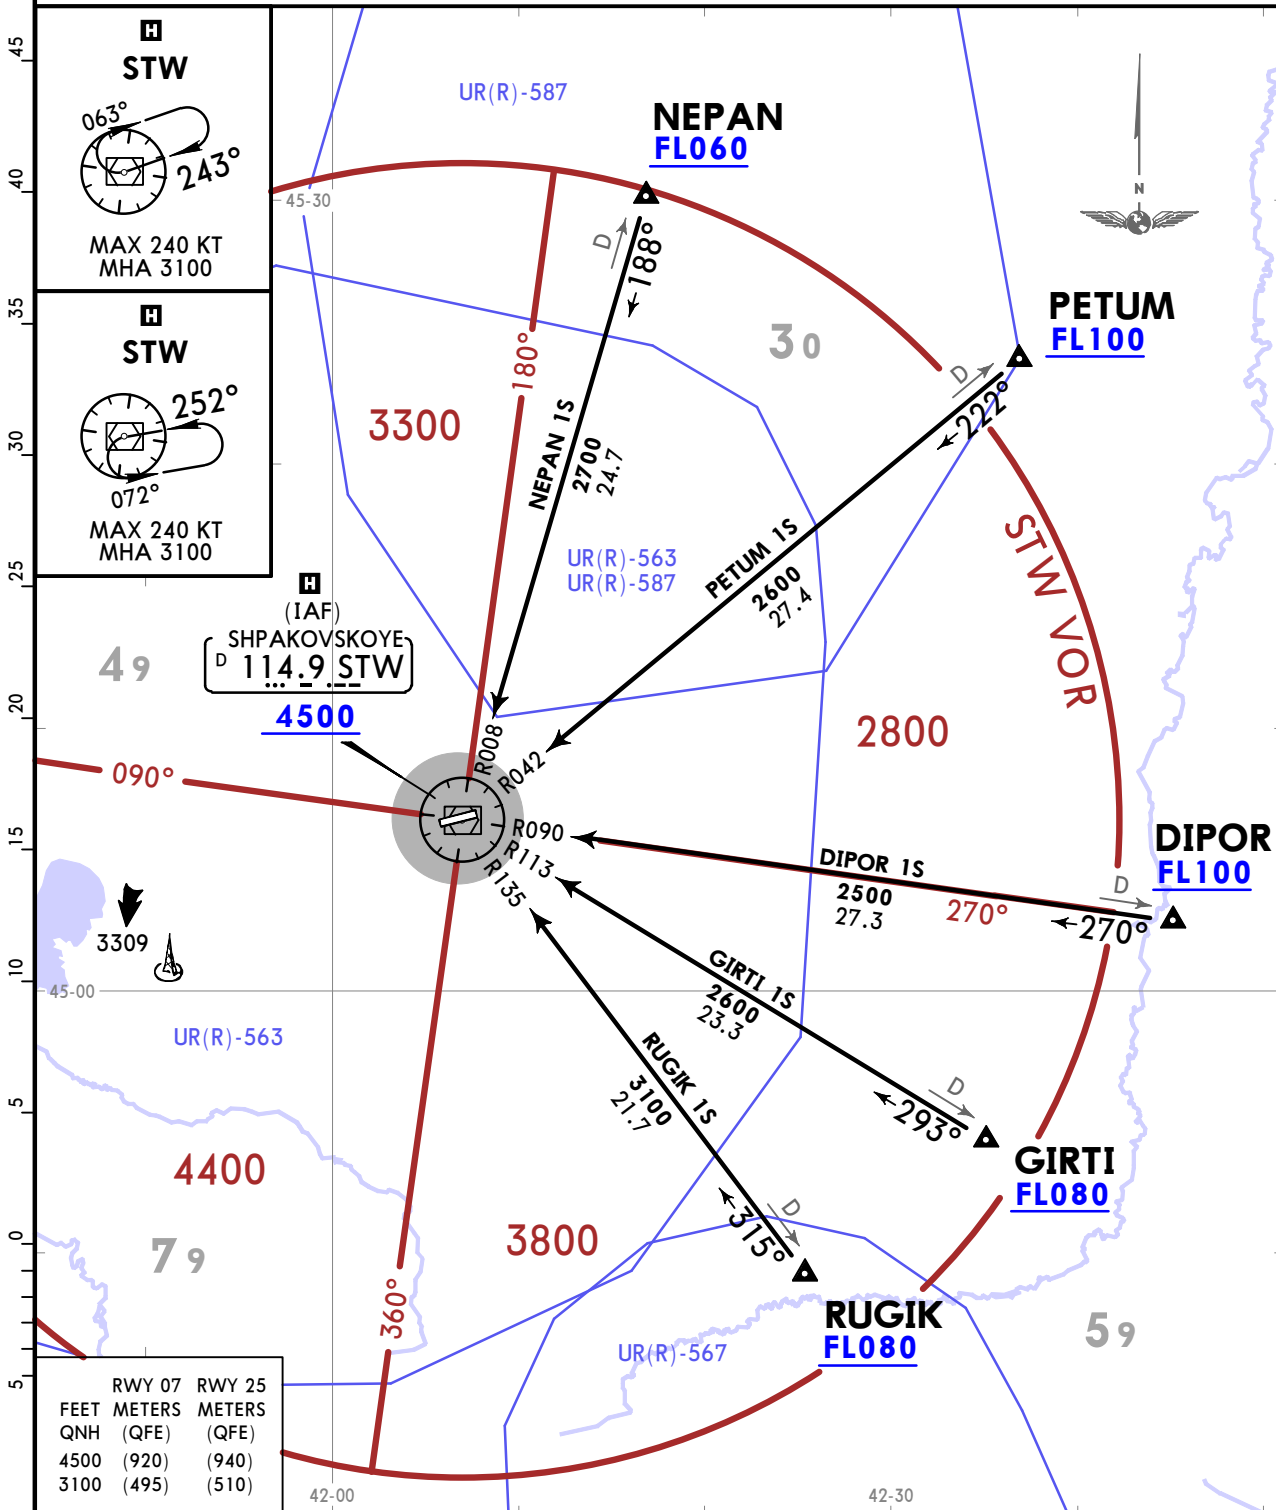 H
STW
063°
243°
MAX 240 KT
MHA 3100
H
STW
252°
072°
MAX 240 KT
MHA 3100
45
40
35
30
25
20
15
10
5
0
5
UR(R)-587
NEPAN
FL060
45-30
D
188°
N
PETUM
FL100
D
222°
30
180°
3300
NEPAN 1S
2700
24.7
UR(R)-563
UR(R)-587
PETUM 1S
2600
27.4
STW VOR
H
(IAF)
SHPAKOVSKOYE
D 114.9 STW
4500
49
2800
R008
R042
090°
R090
R113
R135
DIPOR 1S
2500
27.3
270°
D
270°
DIPOR
FL100
3309
45-00
GIRTI 1S
2600
23.3
D
293°
GIRTI
FL080
UR(R)-563
RUGIK 1S
3100
21.7
D
315°
RUGIK
FL080
4400
79
3800
360°
59
UR(R)-567
RWY 07 RWY 25
FEET METERS METERS
QNH (QFE) (QFE)
4500 (920) (940)
3100 (495) (510)
42-00
42-30